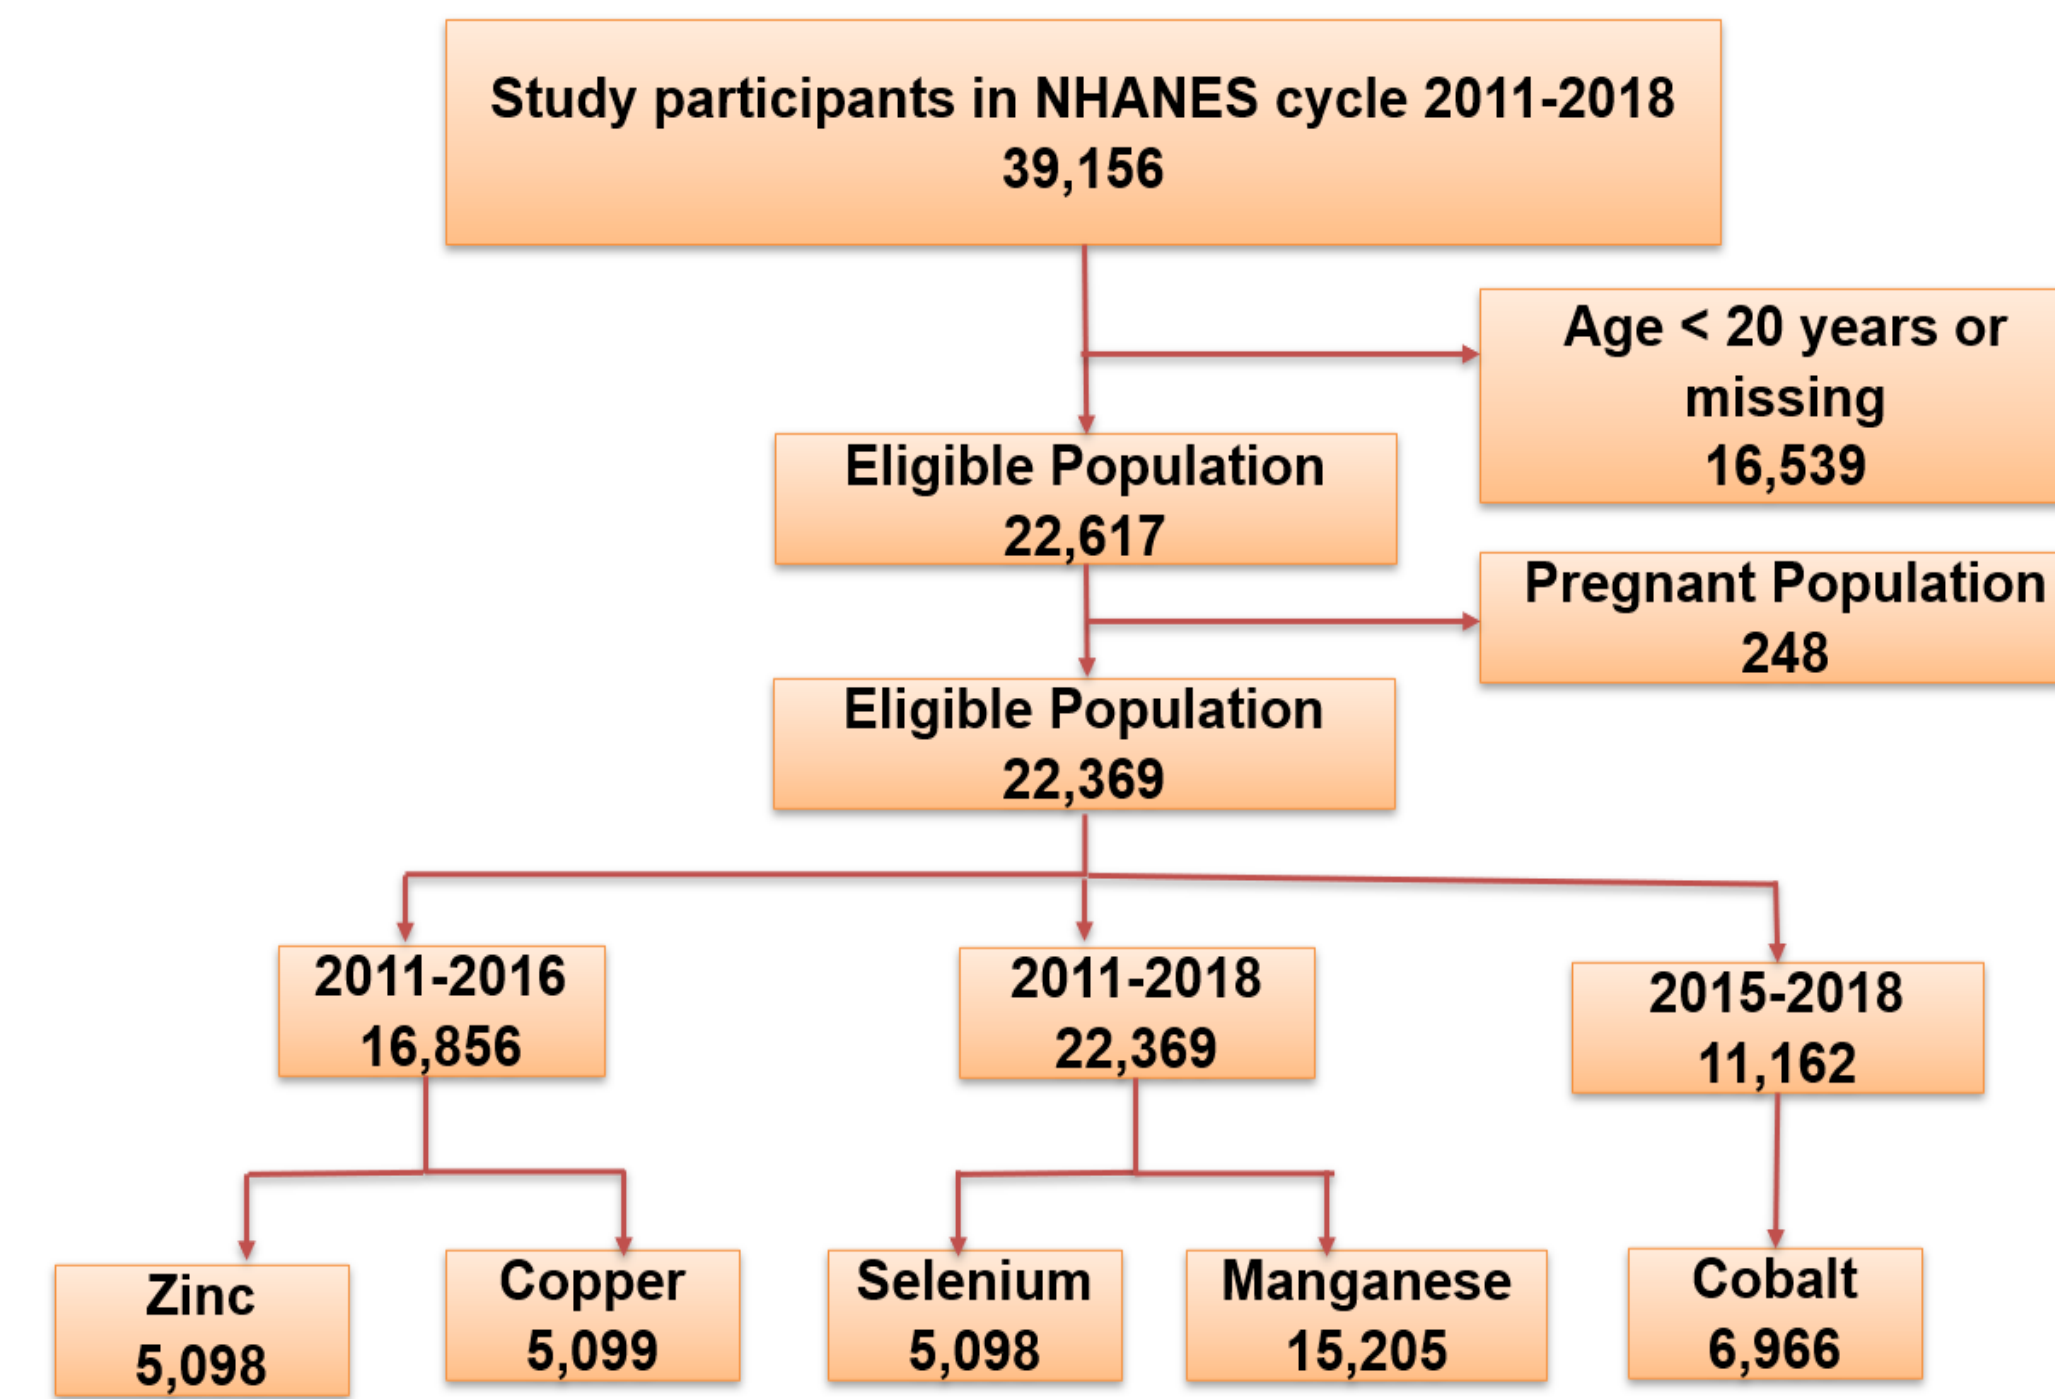 Study participants in NHANES cycle 2011-2018
39,156
Age < 20 years or
missing
16,539
Eligible Population
22,617
Pregnant Population
248
Eligible Population
22,369
2011-2016
16,856
2011-2018
22,369
2015-2018
11,162
Zinc
5,098
Copper
5,099
Selenium
5,098
Manganese
15,205
Cobalt
6,966